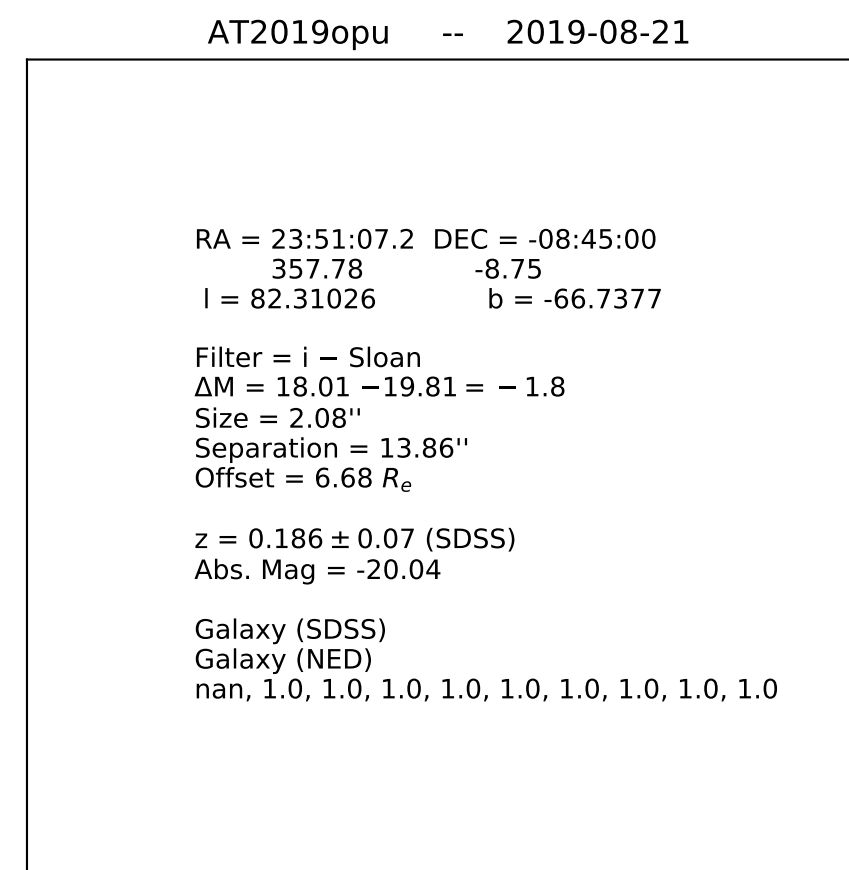 AT2019opu -- 2019-08-21
RA = 23:51:07.2 DEC = -08:45:00
357.78 -8.75
l = 82.31026 b = -66.7377
Filter = i − Sloan
ΔM = 18.01 −19.81 = − 1.8
Size = 2.08''
Separation = 13.86''
Offset = 6.68 Rₑ
z = 0.186 ± 0.07 (SDSS)
Abs. Mag = -20.04
Galaxy (SDSS)
Galaxy (NED)
nan, 1.0, 1.0, 1.0, 1.0, 1.0, 1.0, 1.0, 1.0, 1.0